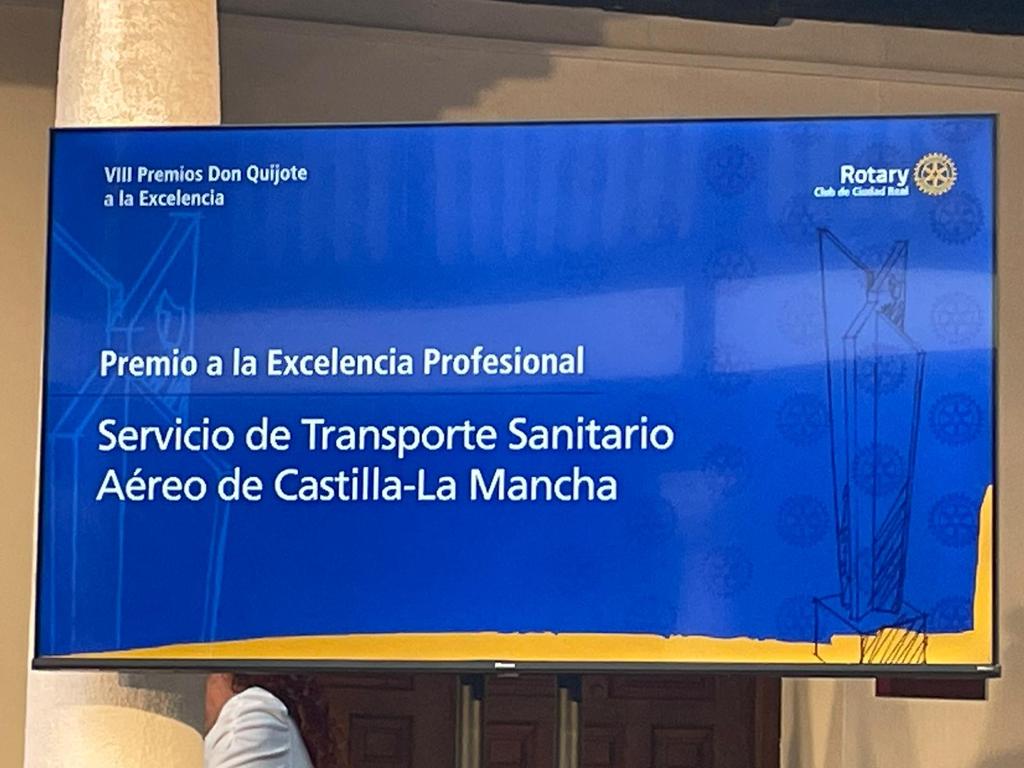 VIII Premios Don Quijote
a la Excelencia
Rotary
Club de Ciudad Real
Premio a la Excelencia Profesional
Servicio de Transporte Sanitario
Aéreo de Castilla-La Mancha